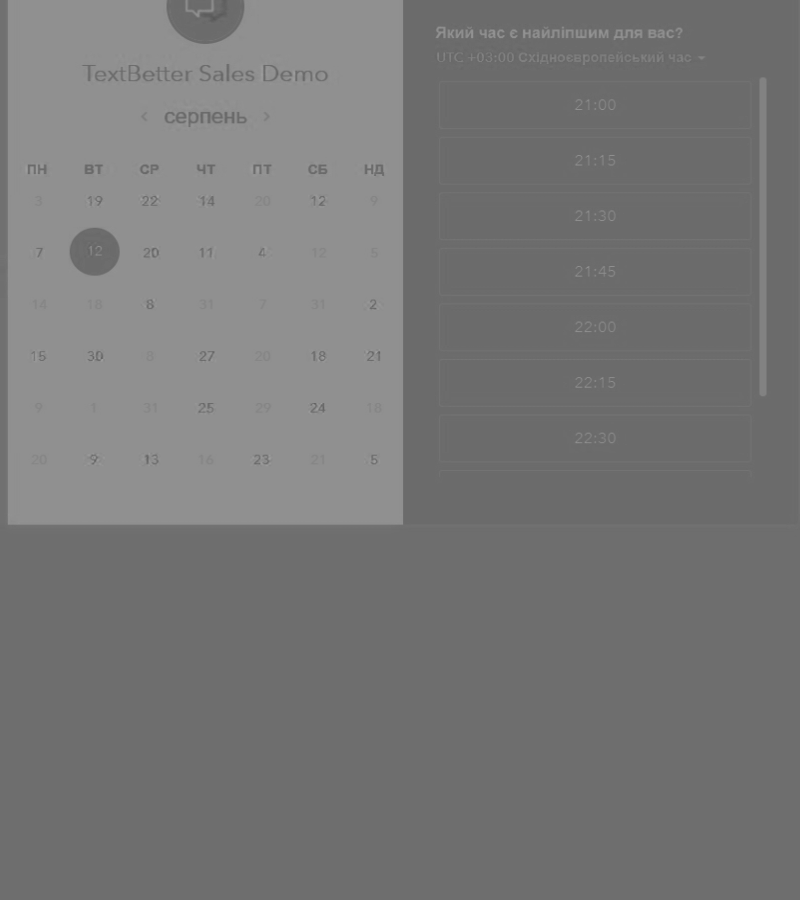 TextBetter Sales Demo
серпень
ПН ВТ СР ЧТ ПТ СБ НД
3 19 22 14 20 12 9
7 12 20 11 4 12 5
14 18 8 31 7 31 2
15 30 8 27 20 18 21
9 1 31 25 29 24 18
20 9 13 16 23 21 5
Який час є найліпшим для вас?
UTC +03:00 Східноєвропейський час
21:00
21:15
21:30
21:45
22:00
22:15
22:30